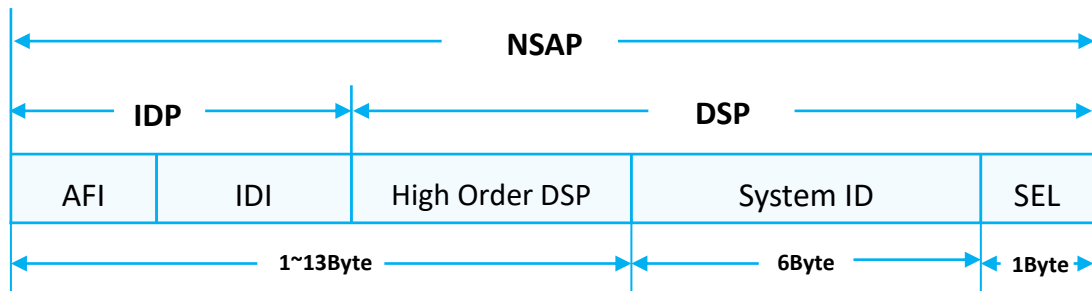 NSAP
IDP DSP
AFI IDI High Order DSP System ID SEL
1~13Byte 6Byte 1Byte